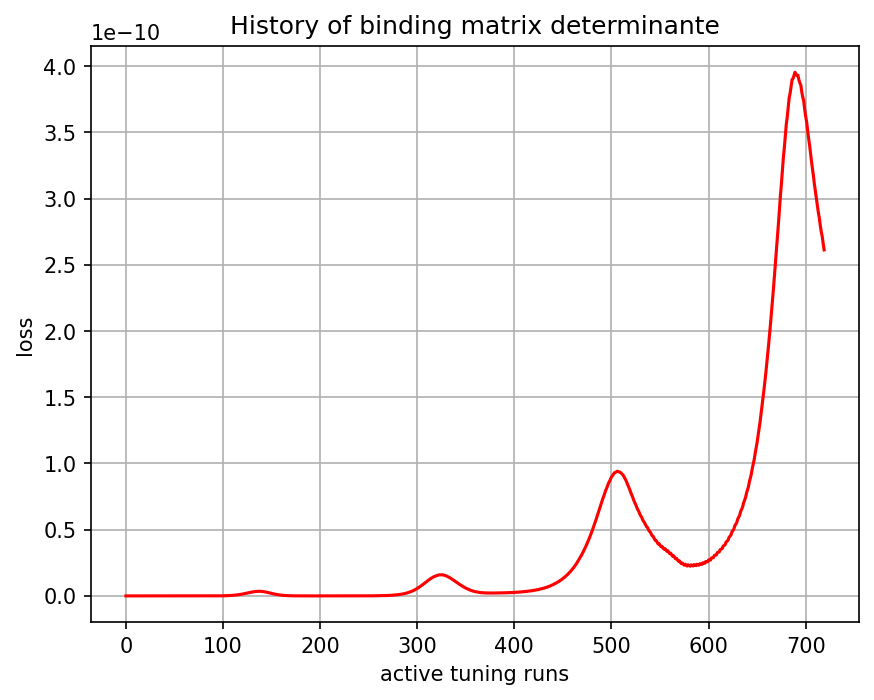 History of binding matrix determinante
1e−10
4.0
3.5
3.0
2.5
2.0
1.5
1.0
0.5
0.0
loss
0 100 200 300 400 500 600 700
active tuning runs